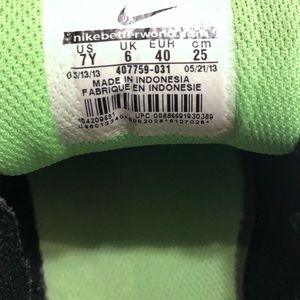 nikebetterworld.com
US UK EUR cm
7Y 6 40 25
03/13/13 407759-031 05/21/13
MADE IN INDONESIA
FABRIQUÉ EN INDONESIE
UPC 00886691930389